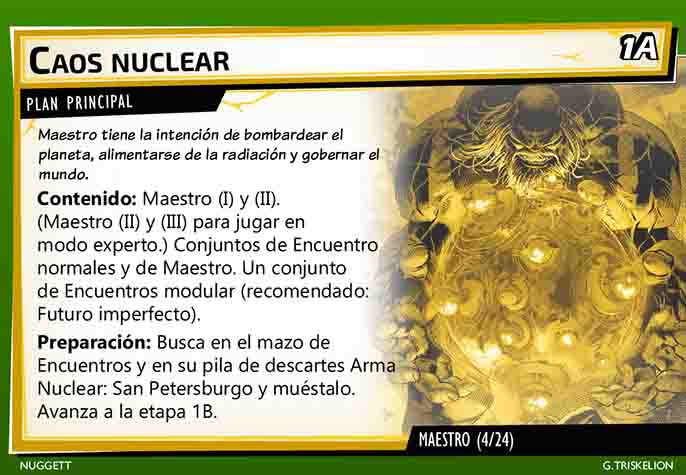 CAOS NUCLEAR
1A
PLAN PRINCIPAL
Maestro tiene la intención de bombardear el
planeta, alimentarse de la radiación y gobernar el
mundo.
Contenido: Maestro (I) y (II).
(Maestro (II) y (III) para jugar en
modo experto.) Conjuntos de Encuentro
normales y de Maestro. Un conjunto
de Encuentros modular (recomendado:
Futuro imperfecto).
Preparación: Busca en el mazo de
Encuentros y en su pila de descartes Arma
Nuclear: San Petersburgo y muéstalo.
Avanza a la etapa 1B.
MAESTRO (4/24)
NUGGETT
G.TRISKELION